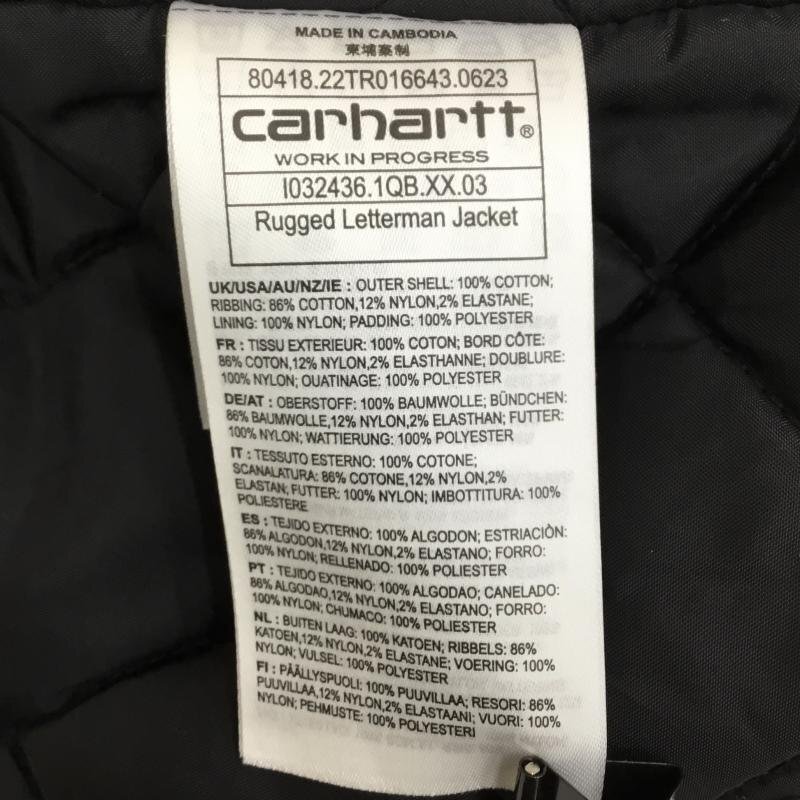 MADE IN CAMBODIA
柬埔寨制
80418.22TR016643.0623
carhartt®
WORK IN PROGRESS
I032436.1QB.XX.03
Rugged Letterman Jacket
UK/USA/AU/NZ/IE : OUTER SHELL: 100% COTTON;
RIBBING: 86% COTTON,12% NYLON,2% ELASTANE;
LINING: 100% NYLON; PADDING: 100% POLYESTER
FR : TISSU EXTERIEUR: 100% COTON; BORD CÔTE:
86% COTON,12% NYLON,2% ELASTHANNE; DOUBLURE:
100% NYLON; OUATINAGE: 100% POLYESTER
DE/AT : OBERSTOFF: 100% BAUMWOLLE; BÜNDCHEN:
86% BAUMWOLLE,12% NYLON,2% ELASTHAN; FUTTER:
100% NYLON; WATTIERUNG: 100% POLYESTER
IT : TESSUTO ESTERNO: 100% COTONE;
SCANALATURA: 86% COTONE,12% NYLON,2%
ELASTAN; FUTTER: 100% NYLON; IMBOTTITURA: 100%
POLIESTERE
ES : TEJIDO EXTERNO: 100% ALGODON; ESTRIACIÒN:
86% ALGODON,12% NYLON,2% ELASTANO; FORRO:
100% NYLON; RELLENADO: 100% POLIESTER
PT : TEJIDO EXTERNO: 100% ALGODAO; CANELADO:
86% ALGODAO,12% NYLON,2% ELASTANO; FORRO:
100% NYLON; CHUMACO: 100% POLIESTER
NL : BUITEN LAAG: 100% KATOEN; RIBBELS: 86%
KATOEN,12% NYLON,2% ELASTANE; VOERING: 100%
NYLON; VULSEL: 100% POLYESTER
FI : PÄÄLLYSPUOLI: 100% PUUVILLAA; RESORI: 86%
PUUVILLAA,12% NYLON,2% ELASTAANI; VUORI: 100%
NYLON; PEHMUSTE: 100% POLYESTERI